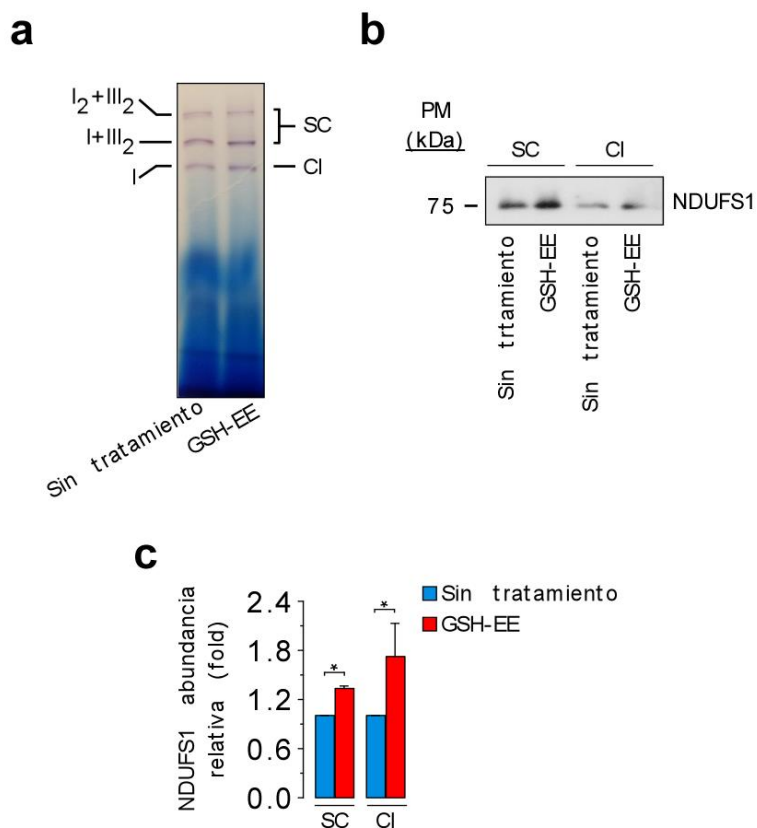 a
I2+III2
I+III2
I
SC
CI
Sin tratamiento
GSH-EE
b
PM
(kDa)
SC
CI
75
NDUFS1
Sin trtamiento
GSH-EE
Sin tratamiento
GSH-EE
c
NDUFS1 abundancia
relativa (fold)
2.4
1.8
1.2
0.6
0.0
*
*
SC
CI
Sin tratamiento
GSH-EE